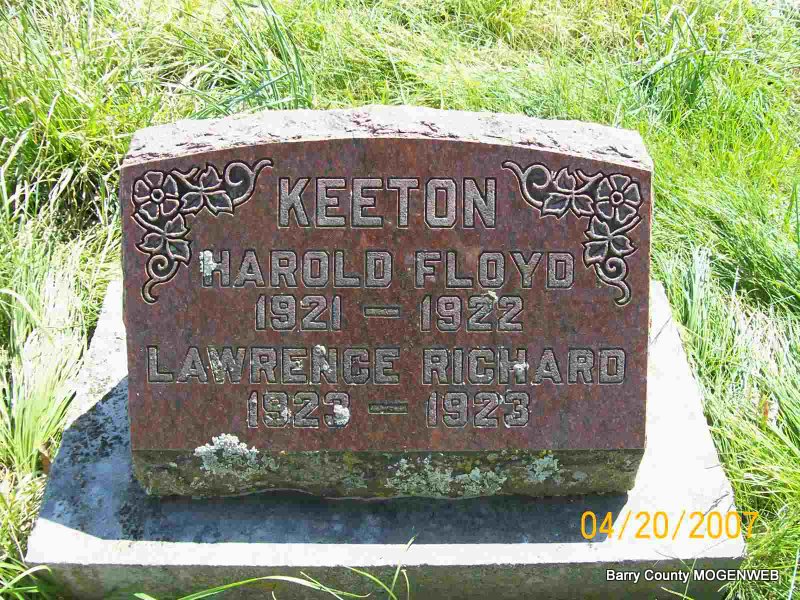 KEETON
HAROLD FLOYD
1921 — 1922
LAWRENCE RICHARD
1923 — 1923
04/20/2007
Barry County MOGENWEB